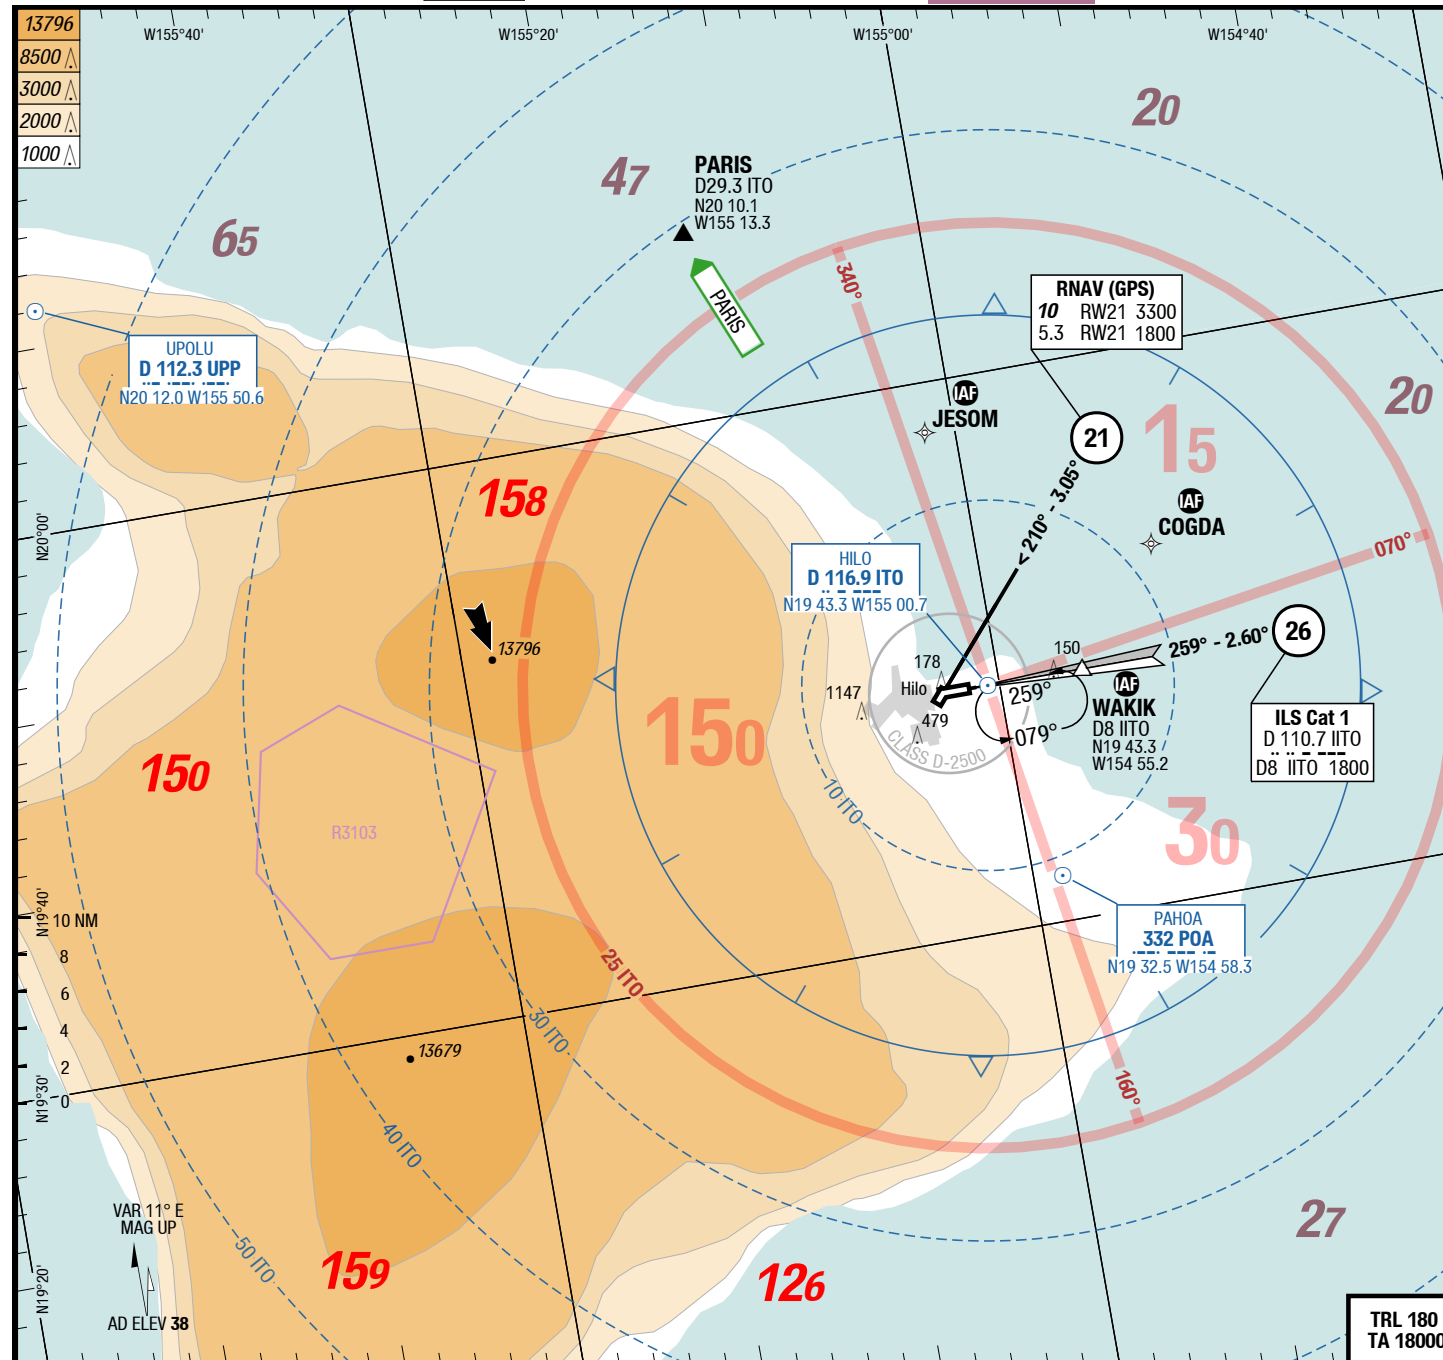 13796
8500
3000
2000
1000
W155°40'
W155°20'
W155°00'
W154°40'
20
47
65
PARIS
D29.3 ITO
N20 10.1
W155 13.3
PARIS
340°
RNAV (GPS)
10 RW21 3300
5.3 RW21 1800
UPOLU
D 112.3 UPP
N20 12.0 W155 50.6
IAF
JESOM
21
15
20
< 210° - 3.05°
IAF
COGDA
158
N20°00'
070°
HILO
D 116.9 ITO
N19 43.3 W155 00.7
13796
259° - 2.60°
26
150
178
Hilo
1147
479
259°
079°
CLASS D-2500
IAF
WAKIK
D8 IITO
N19 43.3
W154 55.2
ILS Cat 1
D 110.7 IITO
D8 IITO 1800
150
150
R3103
10 ITO
30
PAHOA
332 POA
N19 32.5 W154 58.3
N19°40'
10 NM
8
6
4
2
0
N19°30'
25 ITO
30 ITO
13679
160°
40 ITO
50 ITO
VAR 11° E
MAG UP
AD ELEV 38
N19°20'
159
126
27
TRL 180
TA 18000